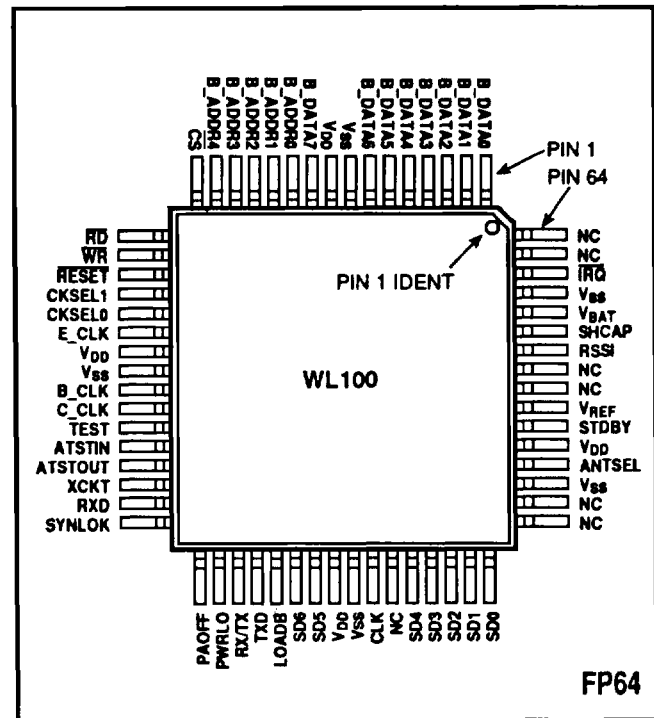 CS
B_ADDR4
B_ADDR3
B_ADDR2
B_ADDR1
B_ADDR0
B_DATA7
VDD
VSS
B_DATA6
B_DATA5
B_DATA4
B_DATA3
B_DATA2
B_DATA1
B_DATA0
PIN 1
PIN 64
PIN 1 IDENT
RD
WR
RESET
CKSEL1
CKSEL0
E_CLK
VDD
VSS
B_CLK
C_CLK
TEST
ATSTIN
ATSTOUT
XCKT
RXD
SYNLOK
WL100
NC
NC
IRQ
VSS
VBAT
SHCAP
RSSI
NC
NC
VREF
STDBY
VDD
ANTSEL
VSS
NC
NC
PAOFF
PWRLO
RX/TX
TXD
LOADB
SD6
SD5
VDD
VSS
CLK
NC
SD4
SD3
SD2
SD1
SD0
FP64